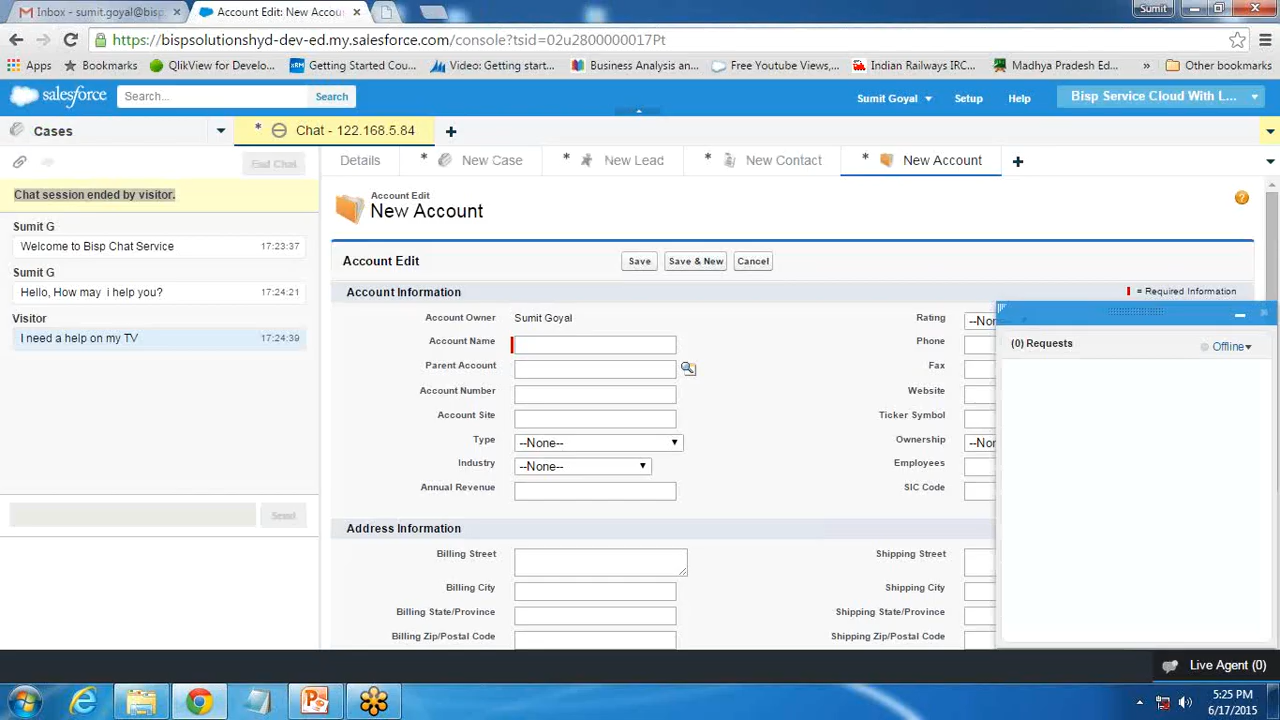 Inbox - sumit.goyal@bisp
Account Edit: New Accou
Sumit
https://bispsolutionshyd-dev-ed.my.salesforce.com/console?tsid=02u2800000017Pt
Apps
Bookmarks
QlikView for Develo...
Getting Started Cou...
Video: Getting start...
Business Analysis an...
Free Youtube Views,...
Indian Railways IRC...
Madhya Pradesh Ed...
»
Other bookmarks
salesforce
Search...
Search
Sumit Goyal
Setup
Help
Bisp Service Cloud With L...
Cases
* Chat - 122.168.5.84
End Chat
Details
* New Case
* New Lead
* New Contact
* New Account
Chat session ended by visitor.
Sumit G
Welcome to Bisp Chat Service 17:23:37
Sumit G
Hello, How may i help you? 17:24:21
Visitor
I need a help on my TV 17:24:39
Send
Account Edit
New Account
Account Edit
Save
Save & New
Cancel
Account Information
= Required Information
Account Owner Sumit Goyal
Rating --Non
Account Name
Phone
Parent Account
Fax
Account Number
Website
Account Site
Ticker Symbol
Type --None--
Ownership --Non
Industry --None--
Employees
Annual Revenue
SIC Code
Address Information
Billing Street
Shipping Street
Billing City
Shipping City
Billing State/Province
Shipping State/Province
Billing Zip/Postal Code
Shipping Zip/Postal Code
(0) Requests
Offline
Live Agent (0)
5:25 PM
6/17/2015